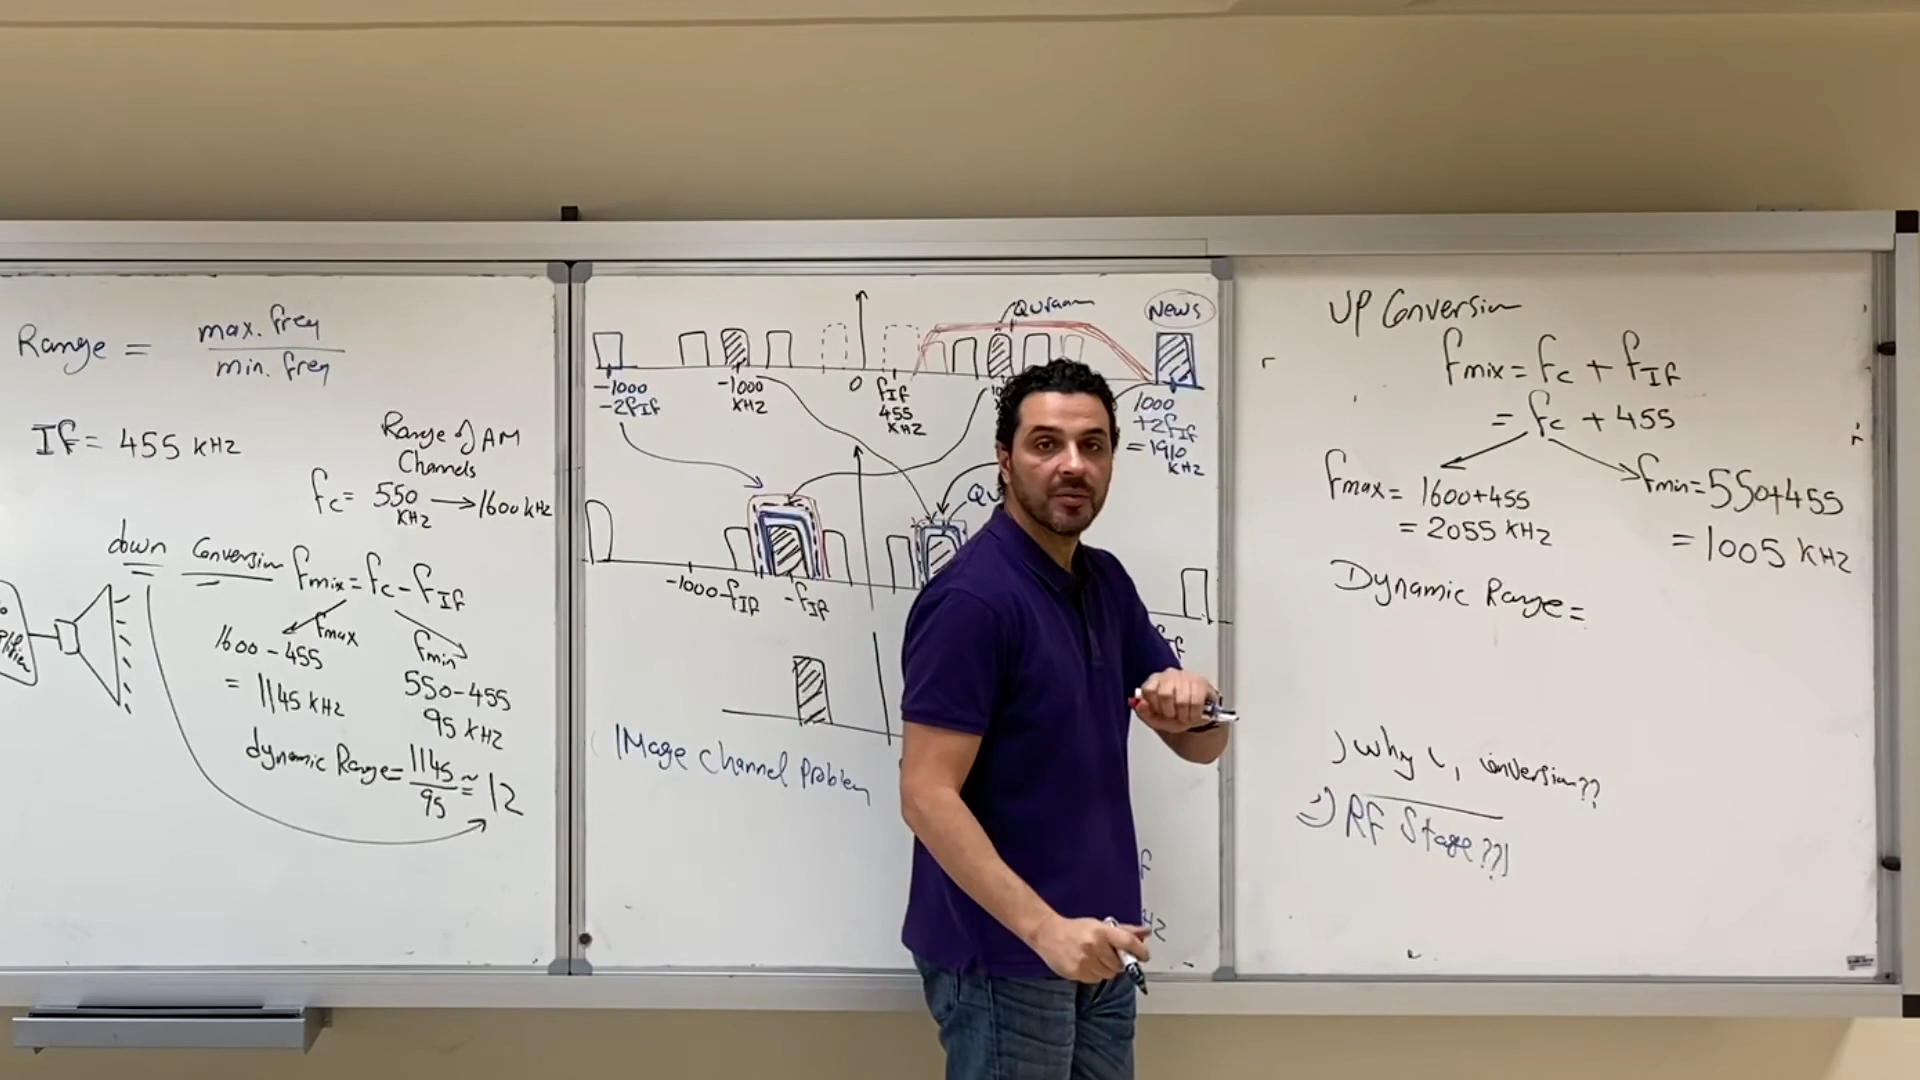 Range = max. freq
min. freq
IF = 455 KHz
Range of AM
Channels
fc = 550 → 1600 KHz
KHz
down Conversion fmix = fc - fIF
fmax
1600 - 455
= 1145 KHz
fmin
550-455
95 KHz
dynamic Range = 1145 ≈ 12
95
Quraan
News
-1000
-2fIF
-1000
KHz
0
fIF
455
KHz
1000
+2fIF
= 1910
KHz
-1000-fIF
-fIF
IMage channel Problem
UP Conversion
fmix = fc + fIF
= fc + 455
fmax = 1600+455
= 2055 KHz
fmin = 550+455
= 1005 KHz
Dynamic Range =
) why conversion??
=) RF Stage??!